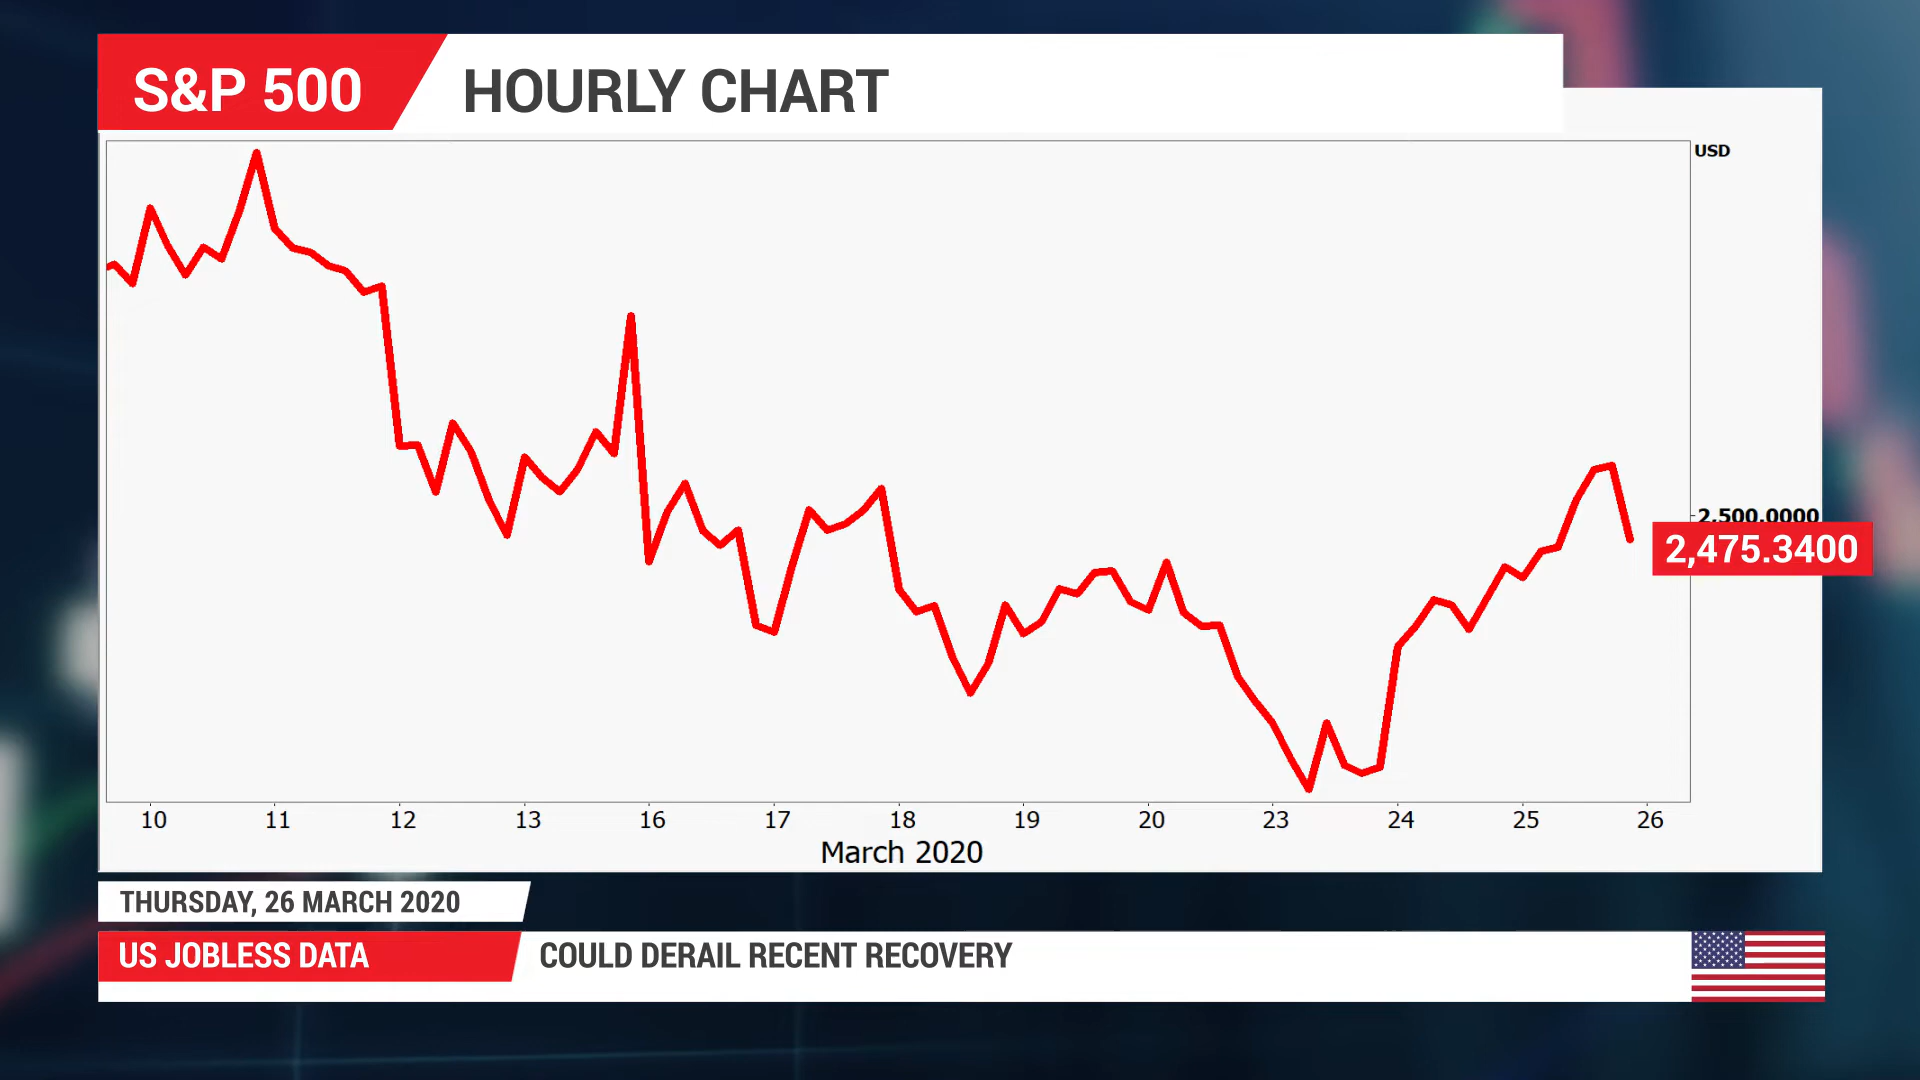 S&P 500
HOURLY CHART
USD
2,500.0000
2,475.3400
10 11 12 13 16 17 18 19 20 23 24 25 26
March 2020
THURSDAY, 26 MARCH 2020
US JOBLESS DATA
COULD DERAIL RECENT RECOVERY